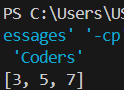 PS C:\Users\US
essages' '-cp
'Coders'
[3, 5, 7]